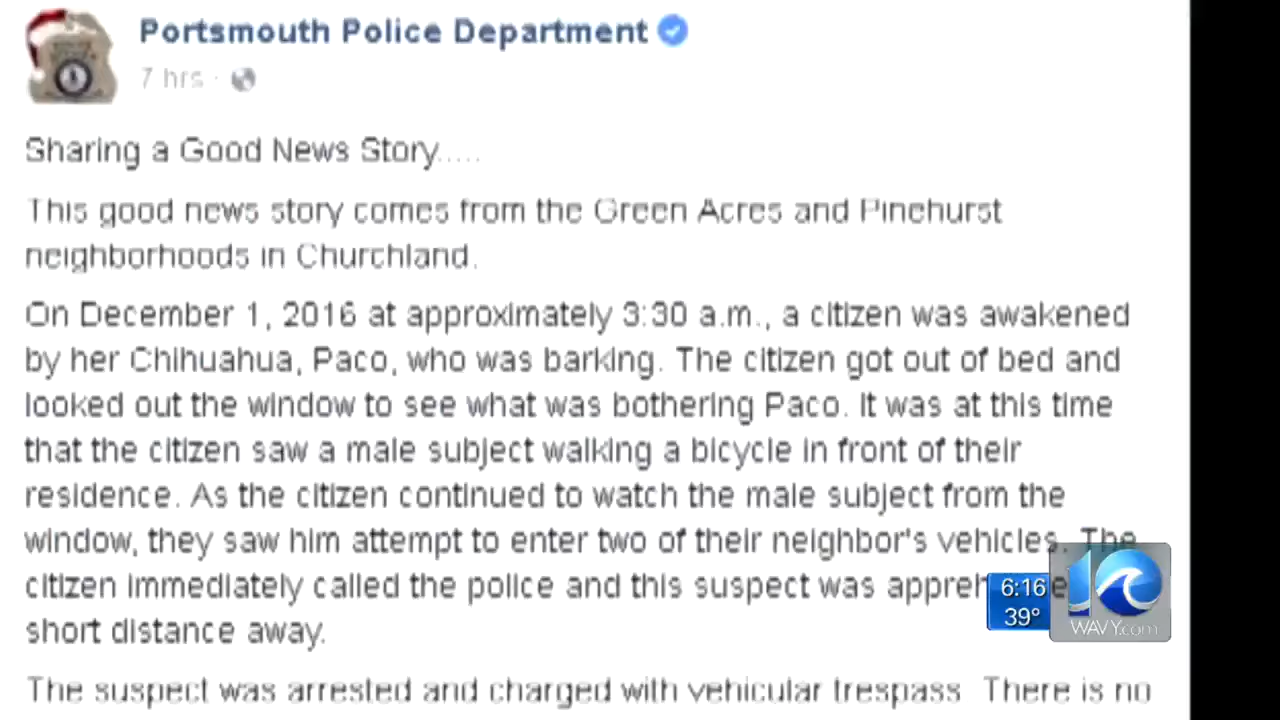 Portsmouth Police Department
7 hrs ·
Sharing a Good News Story.....
This good news story comes from the Green Acres and Pinehurst
neighborhoods in Churchland.
On December 1, 2016 at approximately 3:30 a.m., a citizen was awakened
by her Chihuahua, Paco, who was barking. The citizen got out of bed and
looked out the window to see what was bothering Paco. It was at this time
that the citizen saw a male subject walking a bicycle in front of their
residence. As the citizen continued to watch the male subject from the
window, they saw him attempt to enter two of their neighbor's vehicles. The
citizen immediately called the police and this suspect was
short distance away.
The suspect was arrested and charged with vehicular trespass. There is no
6:16
39°
10
WAVY.com